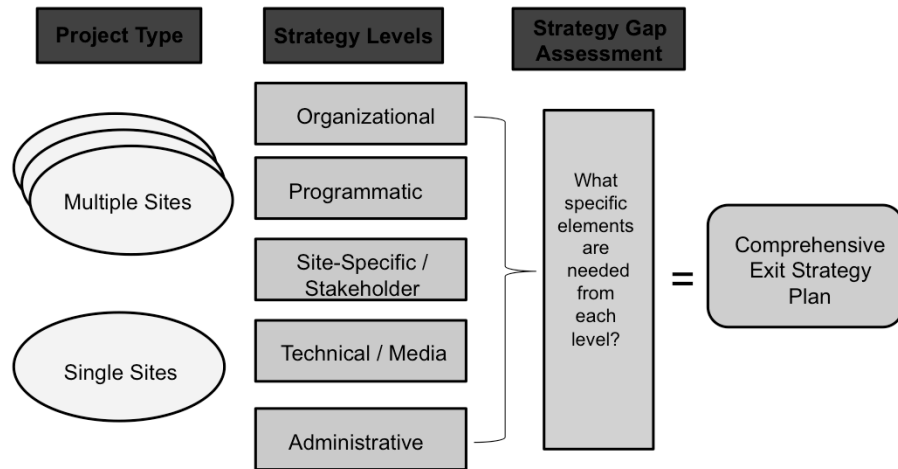 Project Type
Strategy Levels
Strategy Gap
Assessment
Organizational
Multiple Sites
Programmatic
Site-Specific /
Stakeholder
Single Sites
Technical / Media
Administrative
What
specific
elements
are
needed
from
each
level?
=
Comprehensive
Exit Strategy
Plan